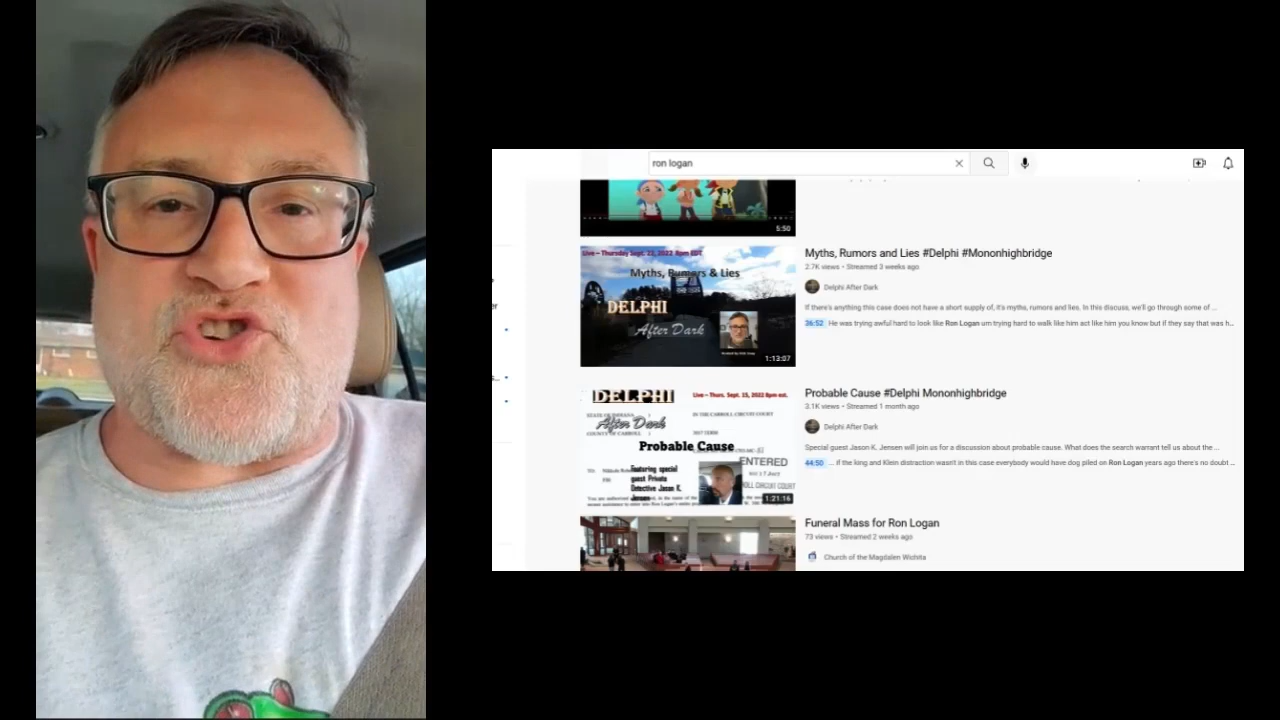 ron logan
5:50
Live – Thursday Sept. 22, 2022 8pm EDT
Myths, Rumors & Lies
DELPHI
After Dark
1:13:07
Myths, Rumors and Lies #Delphi #Mononhighbridge
2.7K views • Streamed 3 weeks ago
Delphi After Dark
If there's anything this case does not have a short supply of, it's myths, rumors and lies. In this discuss, we'll go through some of ...
36:52 He was trying awful hard to look like Ron Logan um trying hard to walk like him act like him you know but if they say that was h...
DELPHI
Live – Thurs. Sept. 15, 2022 8pm est.
STATE OF INDIANA )
IN THE CARROLL CIRCUIT COURT
After Dark
COUNTY OF CARROLL )
2017 TERM
Probable Cause
ENTERED
Featuring special
guest Private
Detective Jason K.
Jensen
CIRCUIT COURT
1:21:16
Probable Cause #Delphi Mononhighbridge
3.1K views • Streamed 1 month ago
Delphi After Dark
Special guest Jason K. Jensen will join us for a discussion about probable cause. What does the search warrant tell us about the ...
44:50 ... if the king and Klein distraction wasn't in this case everybody would have dog piled on Ron Logan years ago there's no doubt ...
Funeral Mass for Ron Logan
73 views • Streamed 2 weeks ago
Church of the Magdalen Wichita